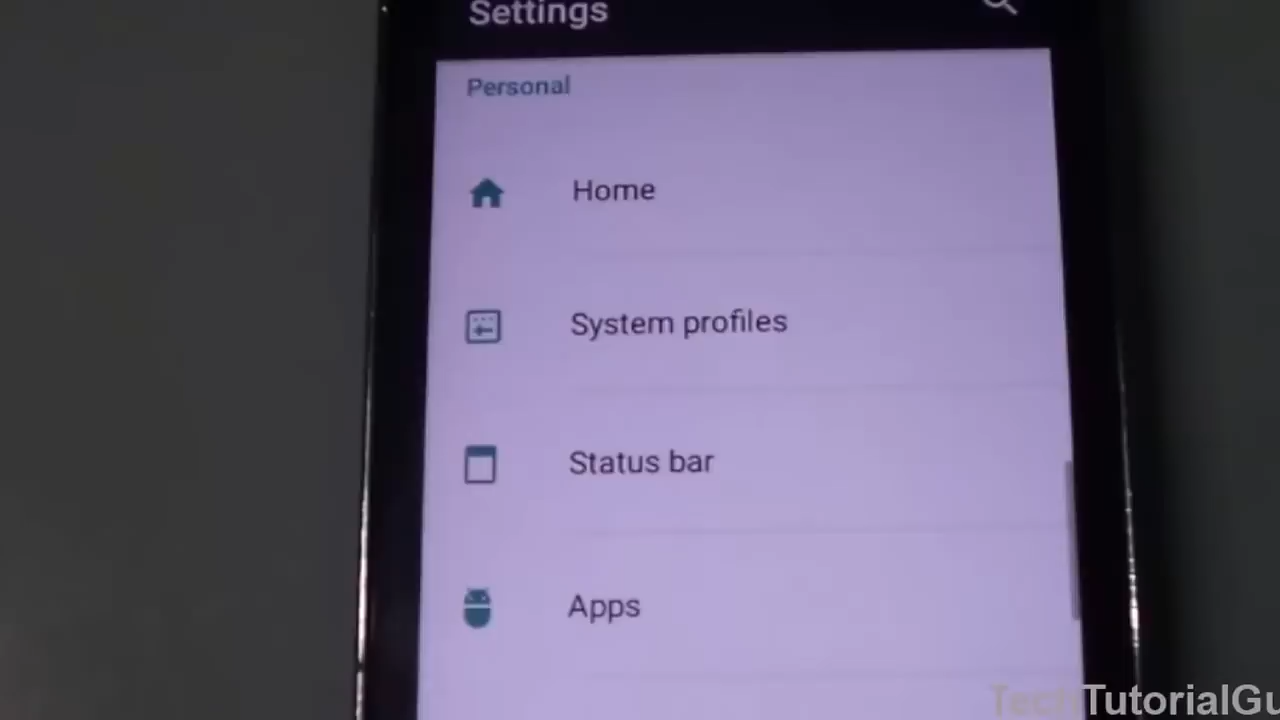 Settings
Personal
Home
System profiles
Status bar
Apps
TechTutorialGu